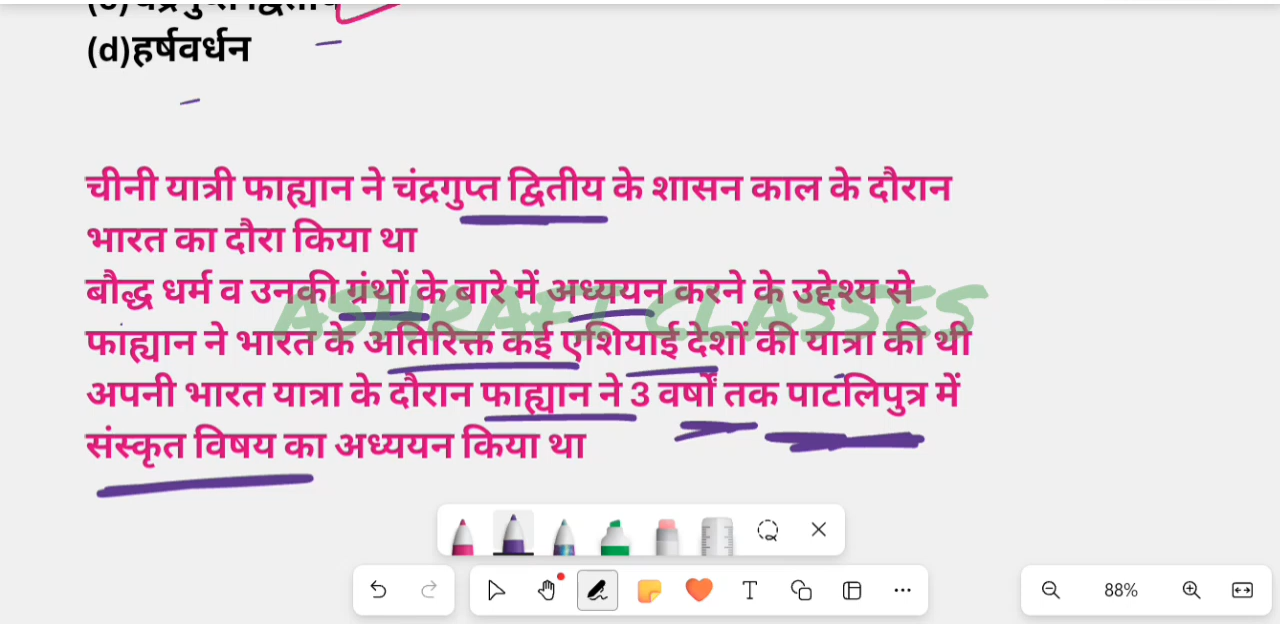 (d)हर्षवर्धन
चीनी यात्री फाह्यान ने चंद्रगुप्त द्वितीय के शासन काल के दौरान
भारत का दौरा किया था
बौद्ध धर्म व उनकी ग्रंथों के बारे में अध्ययन करने के उद्देश्य से
ASHRAFI CLASSES
फाह्यान ने भारत के अतिरिक्त कई एशियाई देशों की यात्रा की थी
अपनी भारत यात्रा के दौरान फाह्यान ने 3 वर्षों तक पाटलिपुत्र में
संस्कृत विषय का अध्ययन किया था
88%